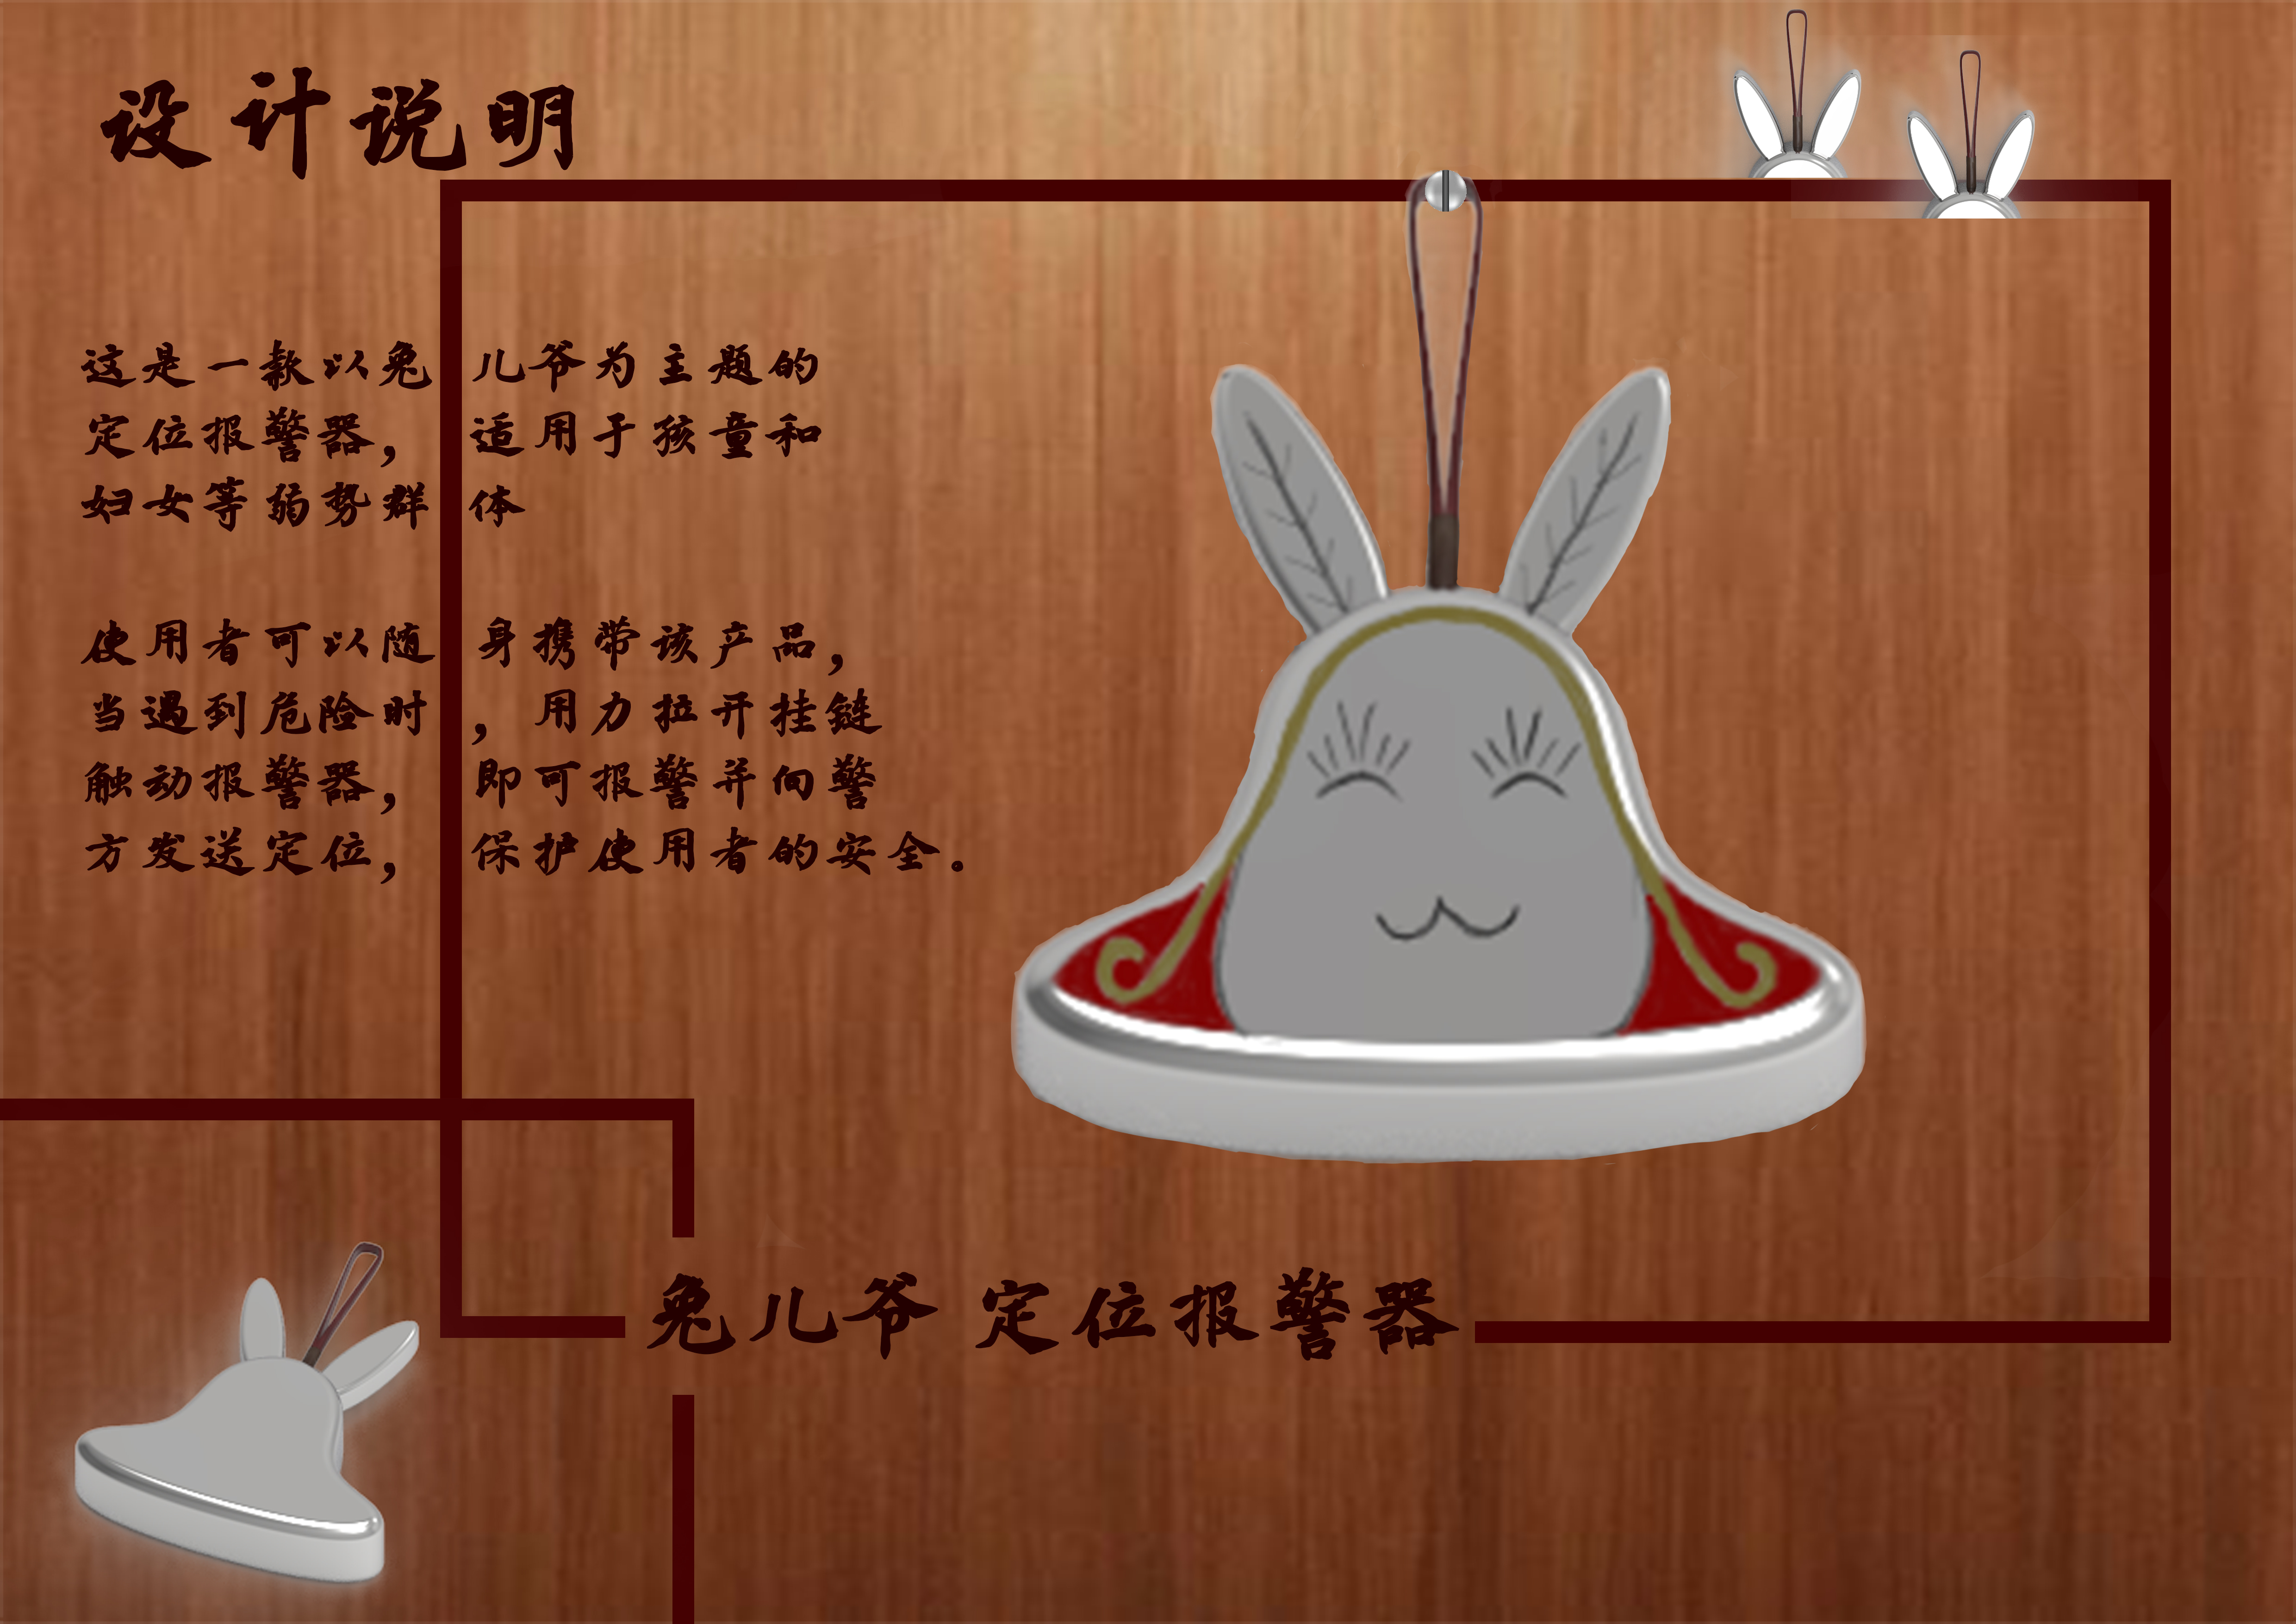 设计说明
这是一款以兔儿爷为主题的
定位报警器，适用于孩童和
妇女等弱势群体
使用者可以随身携带该产品，
当遇到危险时，用力拉开挂链
触动报警器，即可报警并向警
方发送定位，保护使用者的安全。
兔儿爷 定位报警器